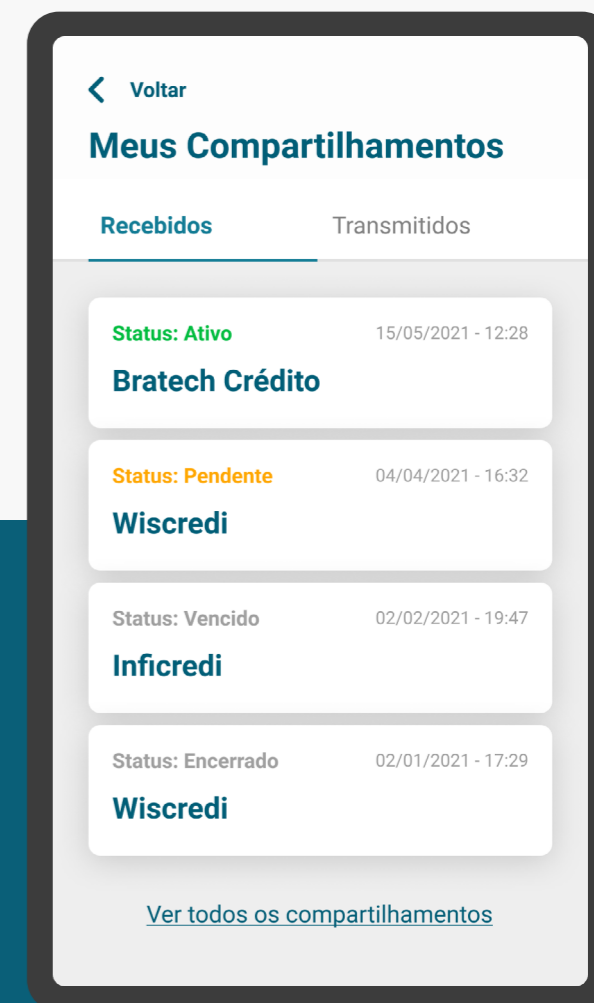 Voltar
Meus Compartilhamentos
Recebidos Transmitidos
Status: Ativo 15/05/2021 - 12:28
Bratech Crédito
Status: Pendente 04/04/2021 - 16:32
Wiscredi
Status: Vencido 02/02/2021 - 19:47
Inficredi
Status: Encerrado 02/01/2021 - 17:29
Wiscredi
Ver todos os compartilhamentos